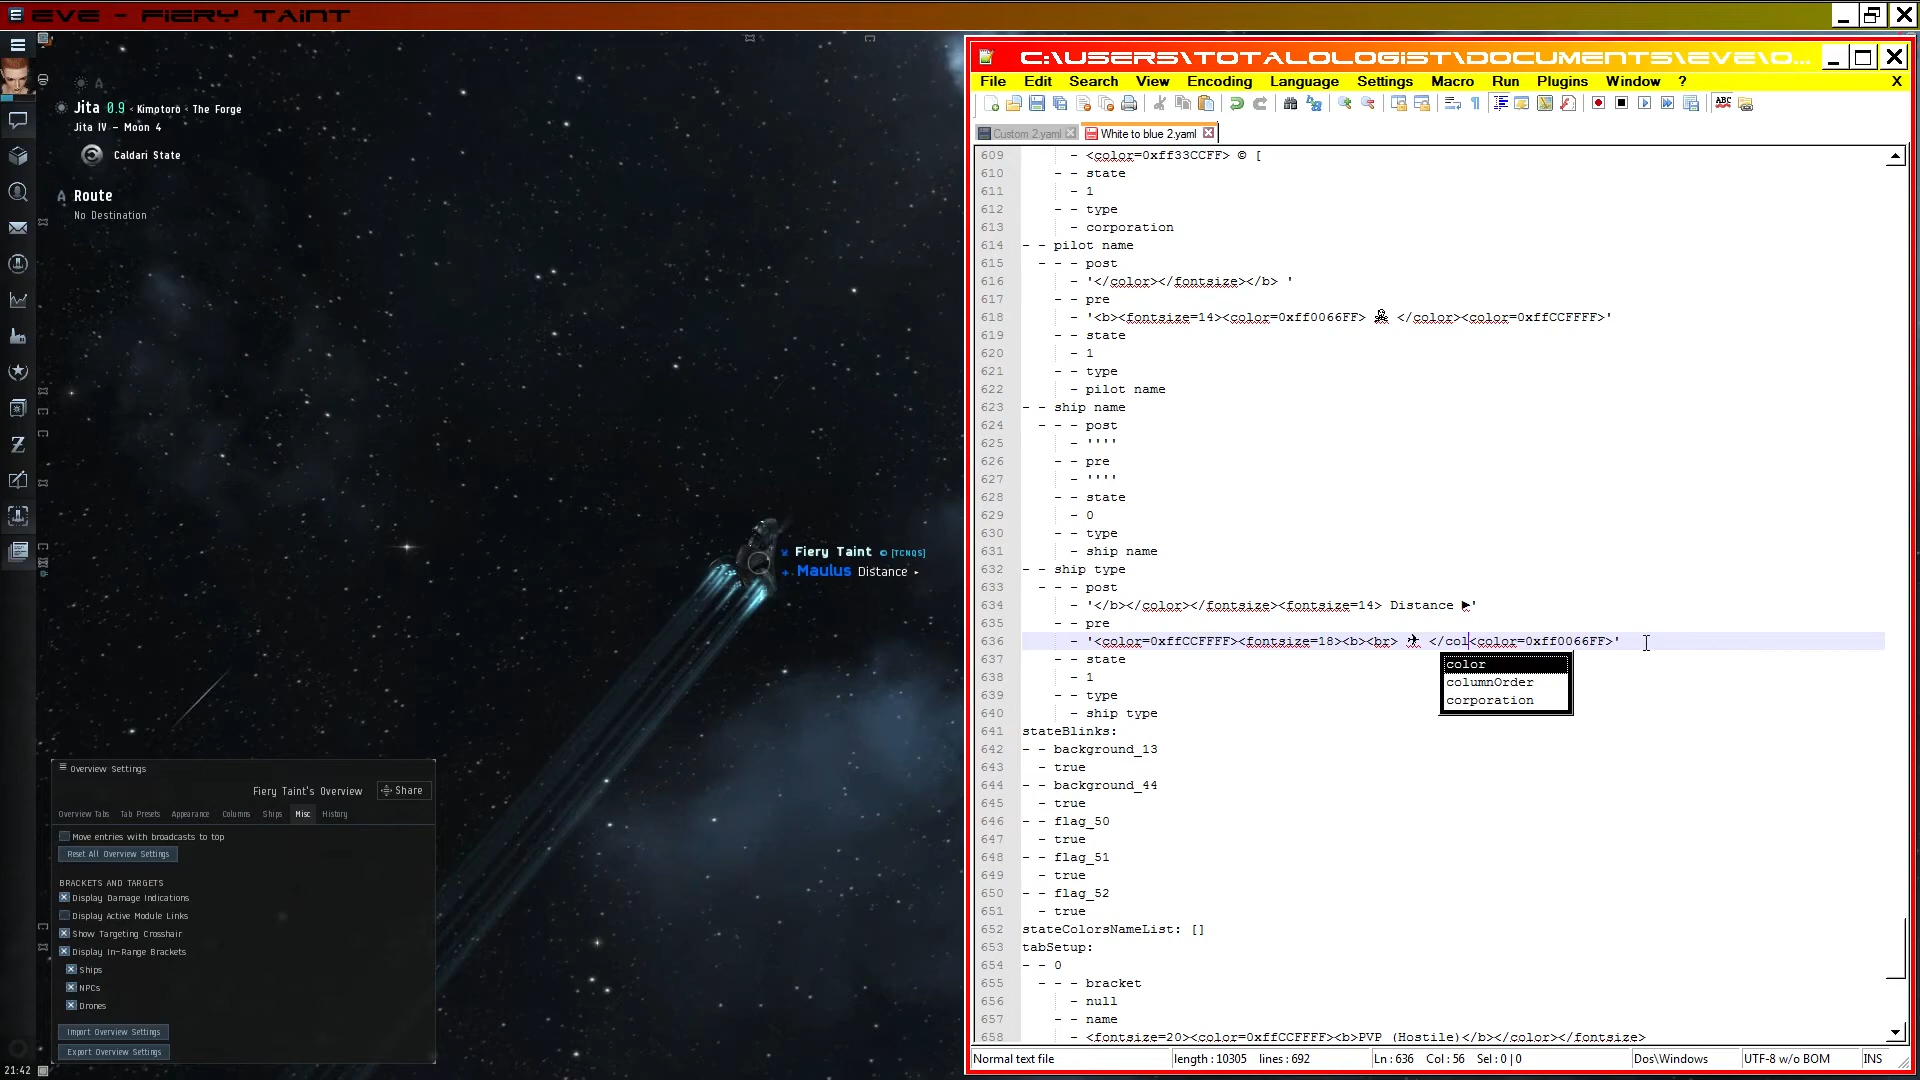 EVE - Fiery Taint
Jita 0.9 < Kimotoro < The Forge
Jita IV - Moon 4
Caldari State
Route
No Destination
Fiery Taint © [TCNQS]
+ Maulus Distance ▸
Overview Settings
Fiery Taint's Overview
Share
Overview Tabs Tab Presets Appearance Columns Ships Misc History
Move entries with broadcasts to top
Reset All Overview Settings
BRACKETS AND TARGETS
Display Damage Indications
Display Active Module Links
Show Targeting Crosshair
Display In-Range Brackets
Ships
NPCs
Drones
Import Overview Settings
Export Overview Settings
21:42
C:\USERS\TOTALOLOGIST\DOCUMENTS\EVE\O...
File Edit Search View Encoding Language Settings Macro Run Plugins Window ? X
Custom 2.yaml White to blue 2.yaml
609 - <color=0xff33CCFF> © [
610 - - state
611 - 1
612 - - type
613 - corporation
614 - - pilot name
615 - - - post
616 - '</color></fontsize></b> '
617 - - pre
618 - '<b><fontsize=14><color=0xff0066FF> </color><color=0xffCCFFFF>'
619 - - state
620 - 1
621 - - type
622 - pilot name
623 - - ship name
624 - - - post
625 - ''''
626 - - pre
627 - ''''
628 - - state
629 - 0
630 - - type
631 - ship name
632 - - ship type
633 - - - post
634 - '</b></color></fontsize><fontsize=14> Distance ▶'
635 - - pre
636 - '<color=0xffCCFFFF><fontsize=18><b><br> ✈ </col<color=0xff0066FF>'
color
columnOrder
corporation
637 - - state
638 - 1
639 - - type
640 - ship type
641 stateBlinks:
642 - - background_13
643 - true
644 - - background_44
645 - true
646 - - flag_50
647 - true
648 - - flag_51
649 - true
650 - - flag_52
651 - true
652 stateColorsNameList: []
653 tabSetup:
654 - - 0
655 - - - bracket
656 - null
657 - - name
658 - <fontsize=20><color=0xffCCFFFF><b>PVP (Hostile)</b></color></fontsize>
Normal text file length : 10305 lines : 692 Ln : 636 Col : 56 Sel : 0 | 0 Dos\Windows UTF-8 w/o BOM INS